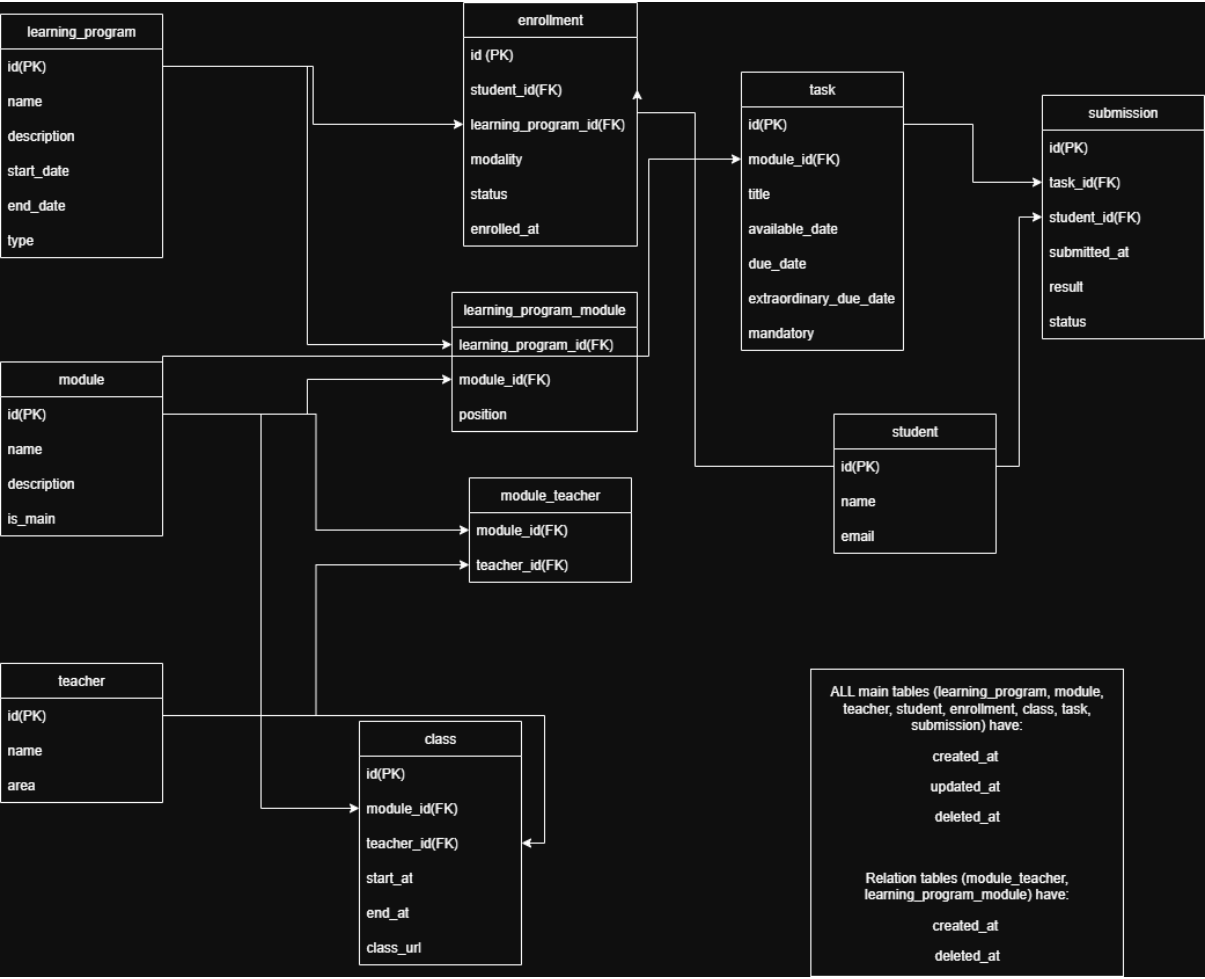 learning_program
id(PK)
name
description
start_date
end_date
type
enrollment
id (PK)
student_id(FK)
learning_program_id(FK)
modality
status
enrolled_at
task
id(PK)
module_id(FK)
title
available_date
due_date
extraordinary_due_date
mandatory
submission
id(PK)
task_id(FK)
student_id(FK)
submitted_at
result
status
learning_program_module
learning_program_id(FK)
module_id(FK)
position
module
id(PK)
name
description
is_main
student
id(PK)
name
email
module_teacher
module_id(FK)
teacher_id(FK)
teacher
id(PK)
name
area
class
id(PK)
module_id(FK)
teacher_id(FK)
start_at
end_at
class_url
ALL main tables (learning_program, module,
teacher, student, enrollment, class, task,
submission) have:
created_at
updated_at
deleted_at
Relation tables (module_teacher,
learning_program_module) have:
created_at
deleted_at